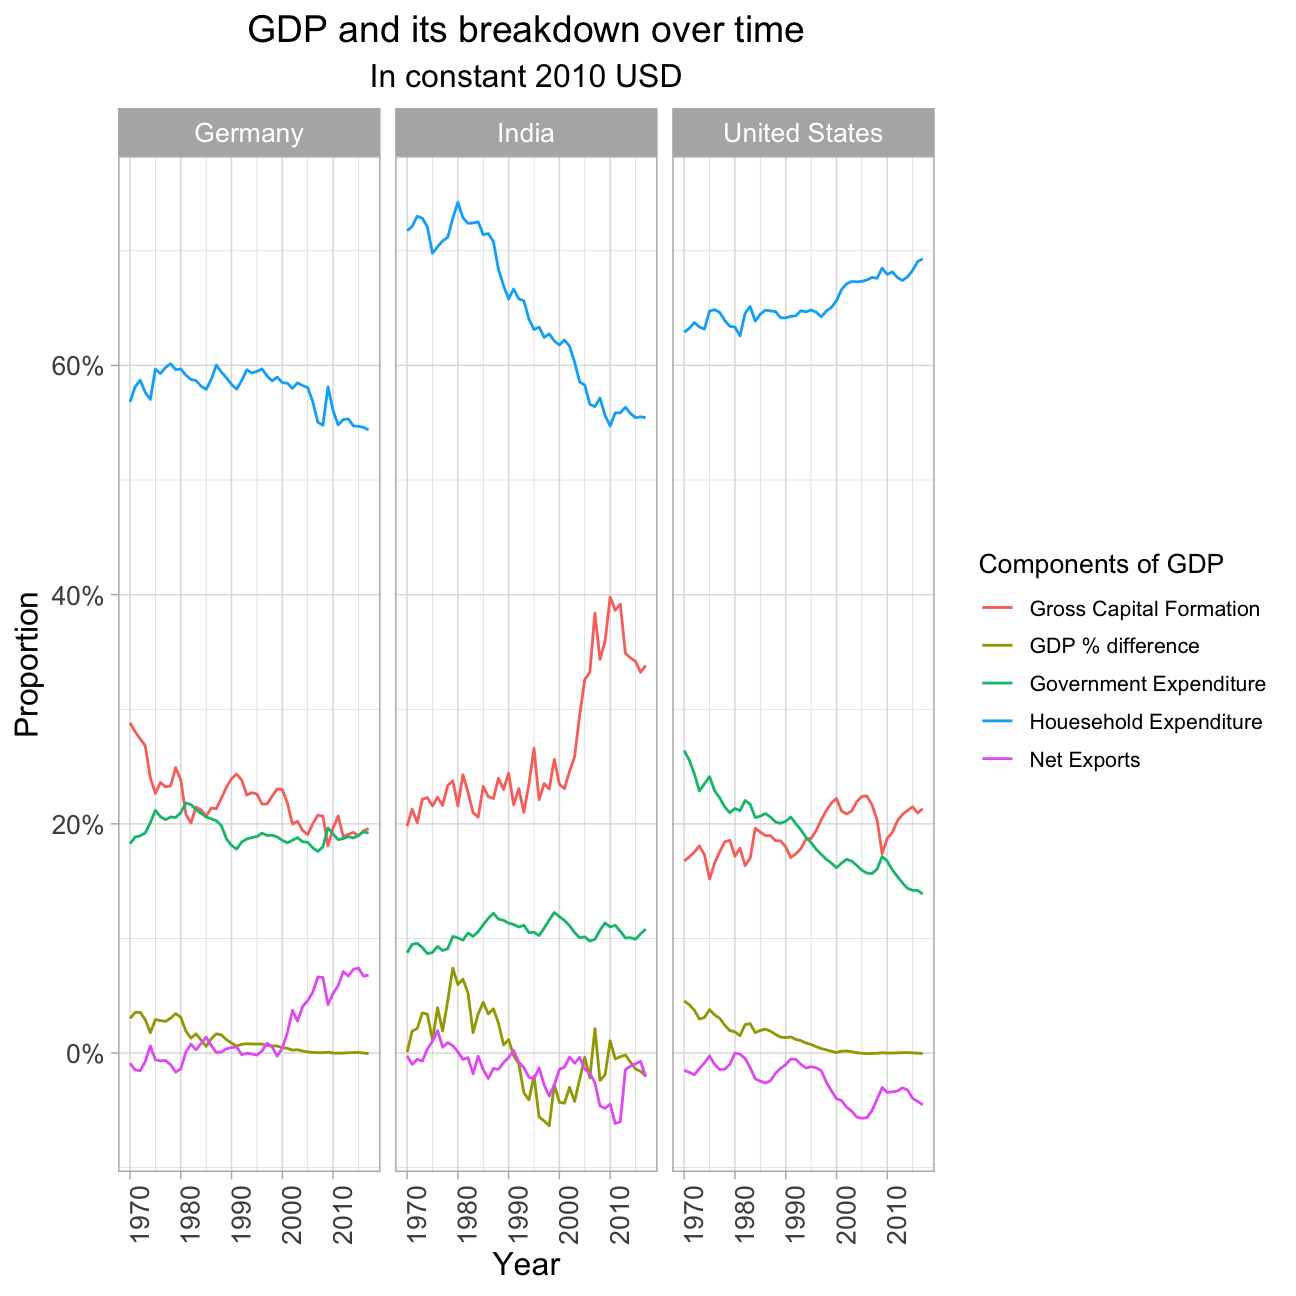 GDP and its breakdown over time
In constant 2010 USD
Germany
India
United States
Proportion
60%
40%
20%
0%
1970
1980
1990
2000
2010
1970
1980
1990
2000
2010
1970
1980
1990
2000
2010
Year
Components of GDP
Gross Capital Formation
GDP % difference
Government Expenditure
Houesehold Expenditure
Net Exports